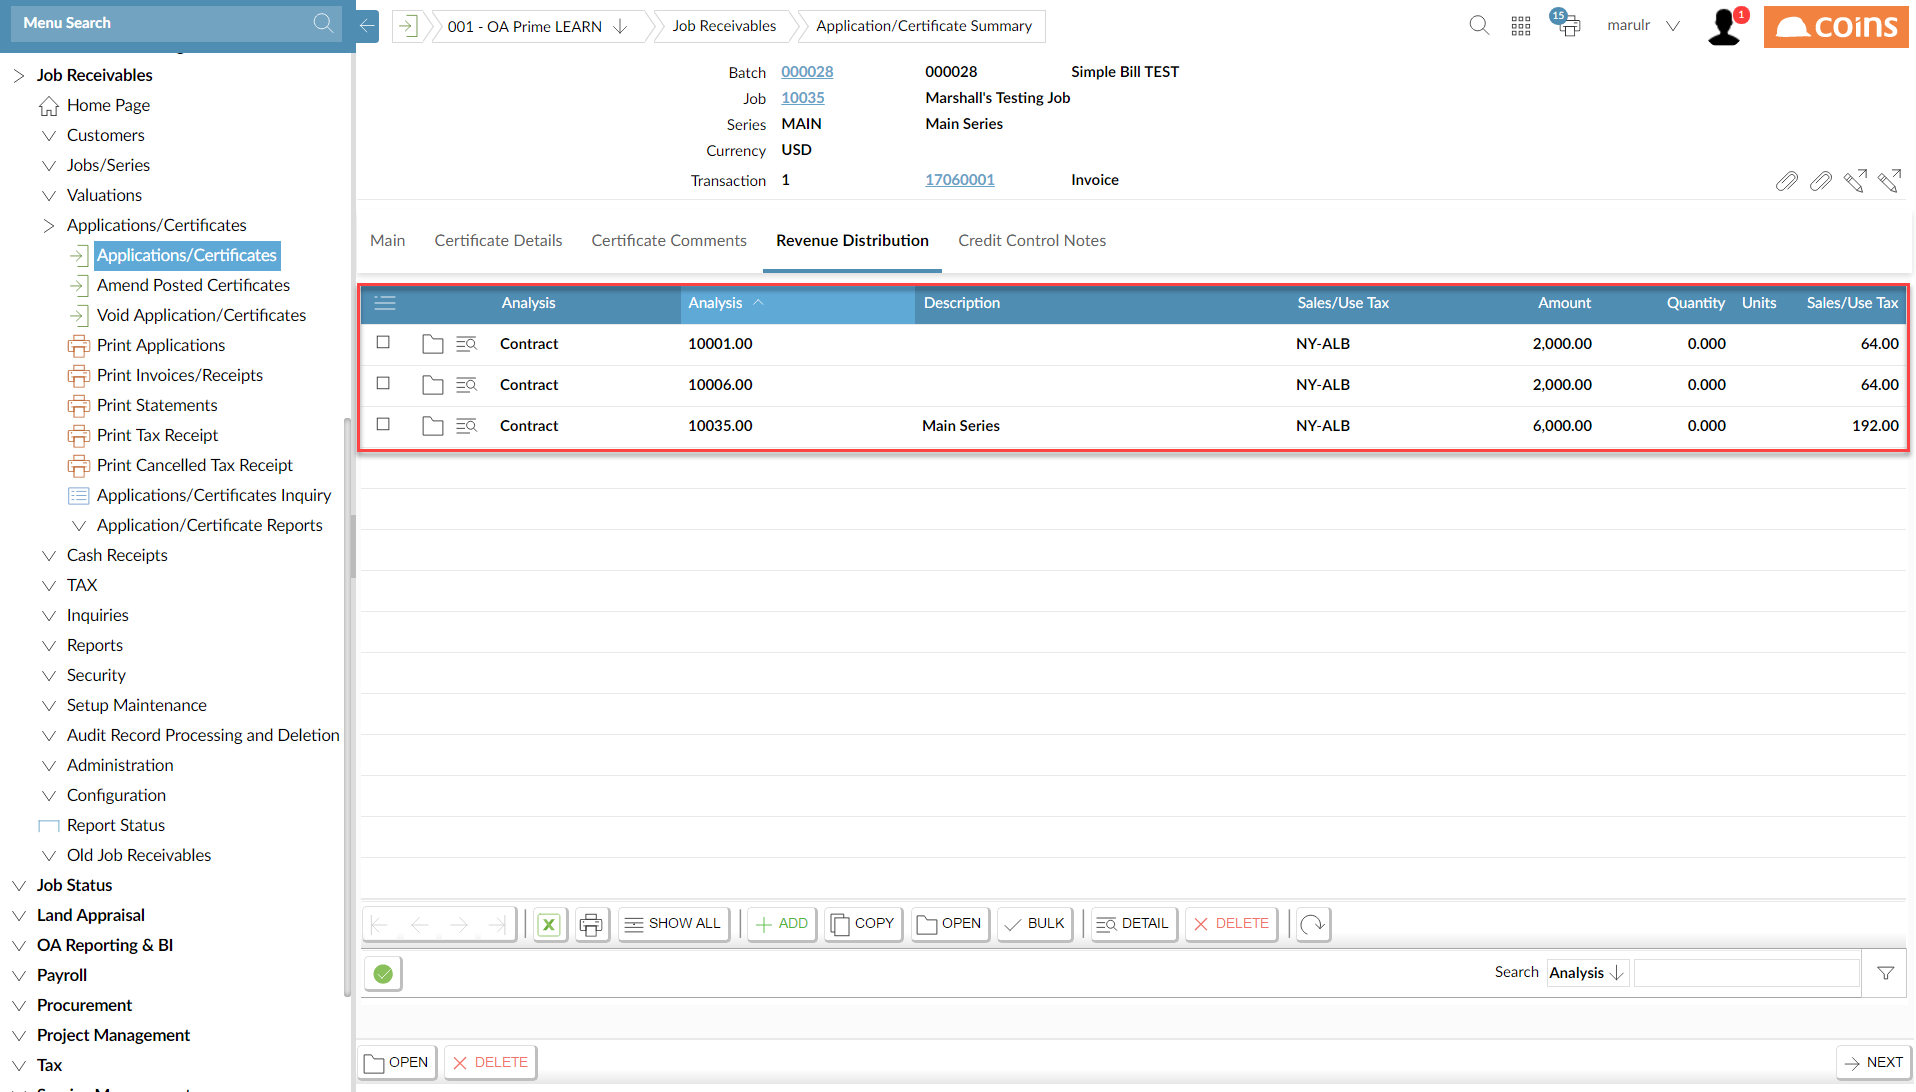 Menu Search
Job Receivables
Home Page
Customers
Jobs/Series
Valuations
Applications/Certificates
Applications/Certificates
Amend Posted Certificates
Void Application/Certificates
Print Applications
Print Invoices/Receipts
Print Statements
Print Tax Receipt
Print Cancelled Tax Receipt
Applications/Certificates Inquiry
Application/Certificate Reports
Cash Receipts
TAX
Inquiries
Reports
Security
Setup Maintenance
Audit Record Processing and Deletion
Administration
Configuration
Report Status
Old Job Receivables
Job Status
Land Appraisal
OA Reporting & BI
Payroll
Procurement
Project Management
Tax
001 - OA Prime LEARN Job Receivables Application/Certificate Summary
15 marulr 1 coins
Batch 000028 000028 Simple Bill TEST
Job 10035 Marshall's Testing Job
Series MAIN Main Series
Currency USD
Transaction 1 17060001 Invoice
Main Certificate Details Certificate Comments Revenue Distribution Credit Control Notes
Analysis Analysis Description Sales/Use Tax Amount Quantity Units Sales/Use Tax
Contract 10001.00 NY-ALB 2,000.00 0.000 64.00
Contract 10006.00 NY-ALB 2,000.00 0.000 64.00
Contract 10035.00 Main Series NY-ALB 6,000.00 0.000 192.00
SHOW ALL ADD COPY OPEN BULK DETAIL DELETE
Search Analysis
OPEN DELETE NEXT